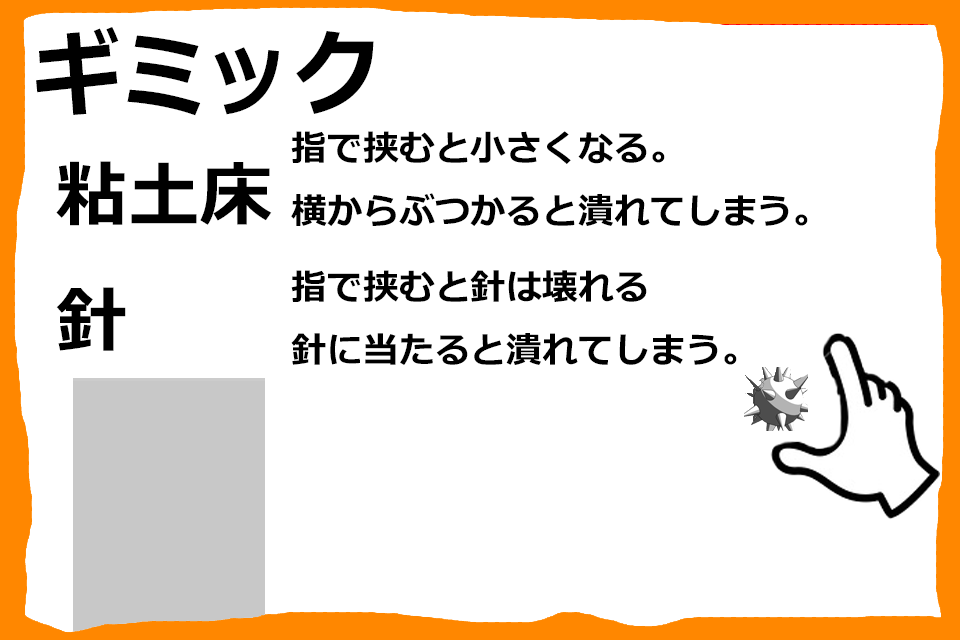 ギミック
粘土床
指で挟むと小さくなる。
横からぶつかると潰れてしまう。
針
指で挟むと針は壊れる
針に当たると潰れてしまう。